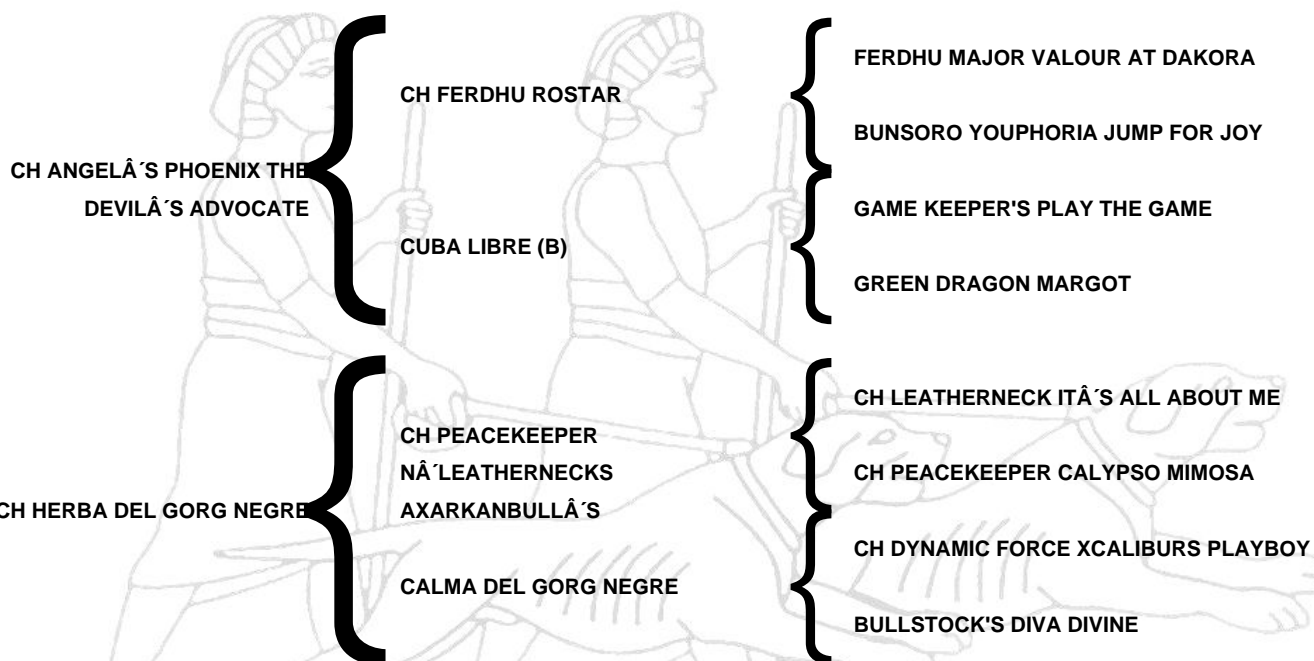 FERDHU MAJOR VALOUR AT DAKORA
CH FERDHU ROSTAR
BUNSORO YOUPHORIA JUMP FOR JOY
CH ANGELÂ´S PHOENIX THE
DEVILÂ´S ADVOCATE
GAME KEEPER'S PLAY THE GAME
CUBA LIBRE (B)
GREEN DRAGON MARGOT
CH LEATHERNECK ITÂ´S ALL ABOUT ME
CH PEACEKEEPER
NÂ´LEATHERNECKS
AXARKANBULLÂ´S
CH PEACEKEEPER CALYPSO MIMOSA
CH HERBA DEL GORG NEGRE
CH DYNAMIC FORCE XCALIBURS PLAYBOY
CALMA DEL GORG NEGRE
BULLSTOCK'S DIVA DIVINE